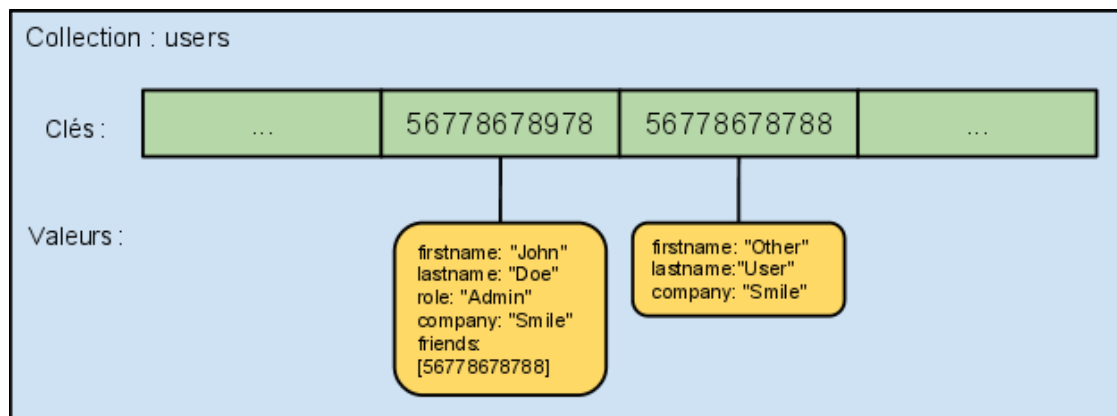 Collection : users
Clés :
...
56778678978
56778678788
...
Valeurs :
firstname: "John"
lastname: "Doe"
role: "Admin"
company: "Smile"
friends:
[56778678788]
firstname: "Other"
lastname:"User"
company: "Smile"